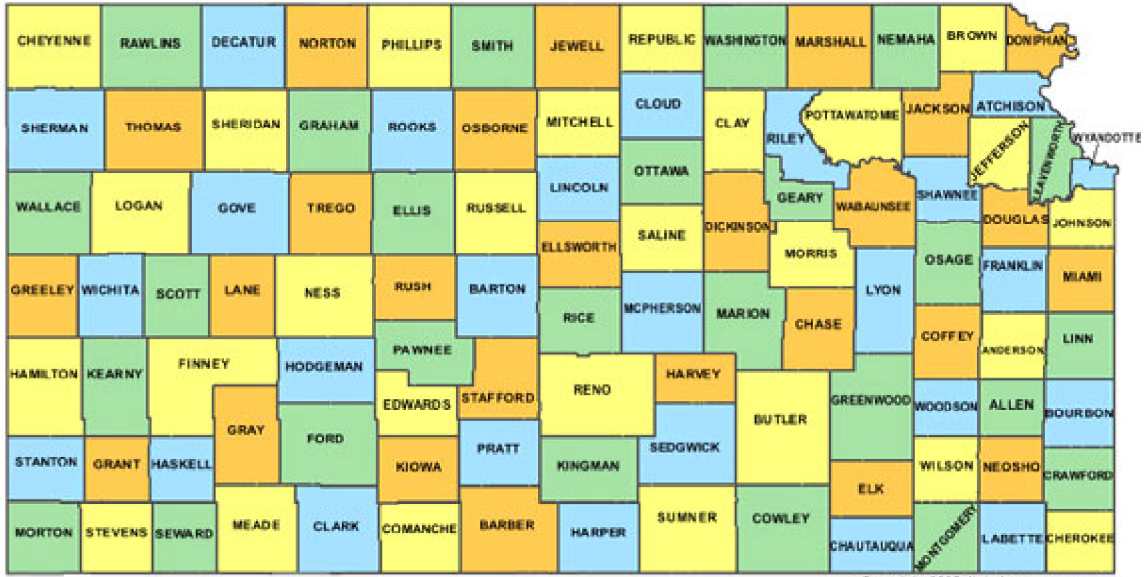 CHEYENNE
RAWLINS
DECATUR
NORTON
PHILLIPS
SMITH
JEWELL
REPUBLIC
WASHINGTON
MARSHALL
NEMAHA
BROWN
DONIPHAN
SHERMAN
THOMAS
SHERIDAN
GRAHAM
ROOKS
OSBORNE
MITCHELL
CLOUD
CLAY
RILEY
POTTAWATOMIE
JACKSON
ATCHISON
JEFFERSON
LEAVENWORTH
WYANDOTTE
WALLACE
LOGAN
GOVE
TREGO
ELLIS
RUSSELL
LINCOLN
OTTAWA
DICKINSON
GEARY
WABAUNSEE
SHAWNEE
DOUGLAS
JOHNSON
ELLSWORTH
SALINE
MORRIS
OSAGE
FRANKLIN
MIAMI
GREELEY
WICHITA
SCOTT
LANE
NESS
RUSH
BARTON
RICE
MCPHERSON
MARION
CHASE
LYON
COFFEY
ANDERSON
LINN
HAMILTON
KEARNY
FINNEY
HODGEMAN
PAWNEE
EDWARDS
STAFFORD
RENO
HARVEY
BUTLER
GREENWOOD
WOODSON
ALLEN
BOURBON
GRAY
FORD
STANTON
GRANT
HASKELL
KIOWA
PRATT
KINGMAN
SEDGWICK
ELK
WILSON
NEOSHO
CRAWFORD
MORTON
STEVENS
SEWARD
MEADE
CLARK
COMANCHE
BARBER
HARPER
SUMNER
COWLEY
CHAUTAUQUA
MONTGOMERY
LABETTE
CHEROKEE